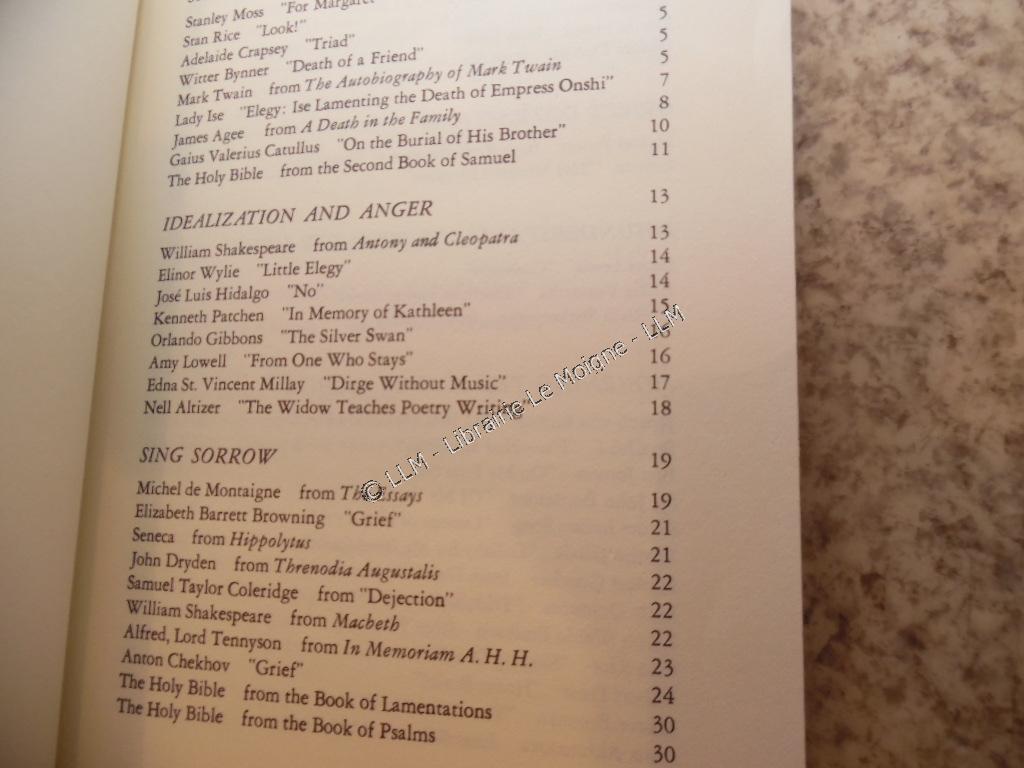 Stanley Moss "For Margaret
Stan Rice "Look!" 5
Adelaide Crapsey "Triad" 5
Witter Bynner "Death of a Friend" 5
Mark Twain from The Autobiography of Mark Twain 7
Lady Ise "Elegy: Ise Lamenting the Death of Empress Onshi" 8
James Agee from A Death in the Family
Gaius Valerius Catullus "On the Burial of His Brother" 10
The Holy Bible from the Second Book of Samuel 11
IDEALIZATION AND ANGER 13
William Shakespeare from Antony and Cleopatra 13
Elinor Wylie "Little Elegy" 14
José Luis Hidalgo "No" 14
Kenneth Patchen "In Memory of Kathleen" 15
Orlando Gibbons "The Silver Swan" 16
Amy Lowell "From One Who Stays" 16
Edna St. Vincent Millay "Dirge Without Music" 17
Nell Altizer "The Widow Teaches Poetry Writing" 18
SING SORROW 19
Michel de Montaigne from The Essays 19
Elizabeth Barrett Browning "Grief" 21
Seneca from Hippolytus 21
John Dryden from Threnodia Augustalis 22
Samuel Taylor Coleridge from "Dejection" 22
William Shakespeare from Macbeth 22
Alfred, Lord Tennyson from In Memoriam A. H. H. 23
Anton Chekhov "Grief" 24
The Holy Bible from the Book of Lamentations 30
The Holy Bible from the Book of Psalms 30
© LLM - Librairie Le Moigne - LLM